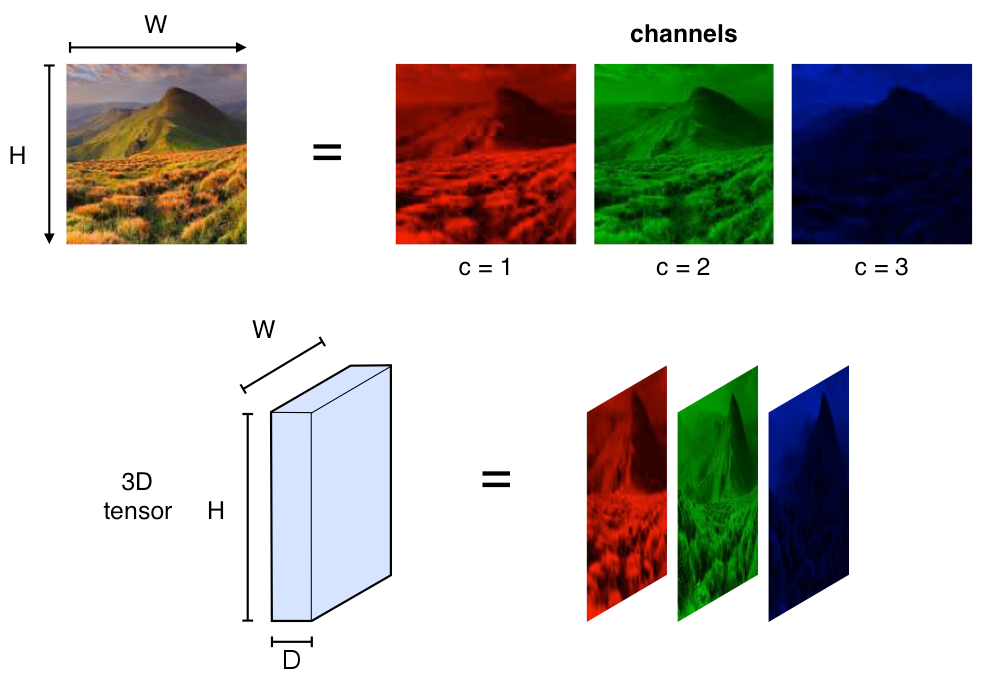 W
channels
H
=
c = 1
c = 2
c = 3
W
3D
tensor
H
=
D